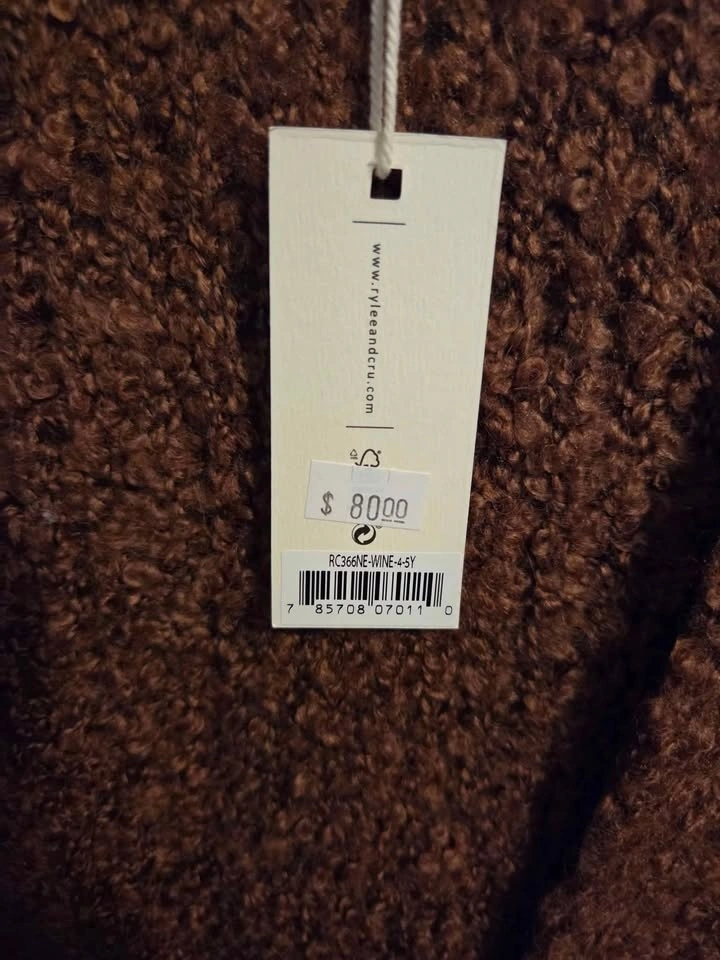 www.ryleeandcru.com
$ 80.00
RC366NE-WINE-4-5Y
7 85708 07011 0